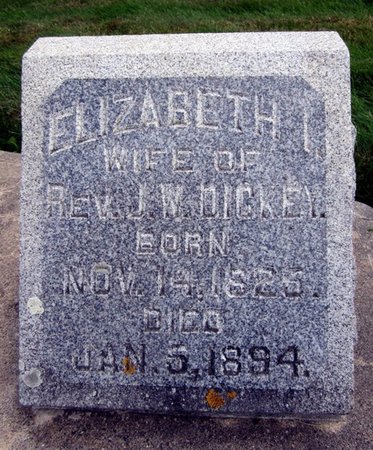 ELIZABETH I.
WIFE OF
REV. J. W. DICKEY.
BORN
NOV. 14, 1825.
DIED
JAN. 5, 1894.